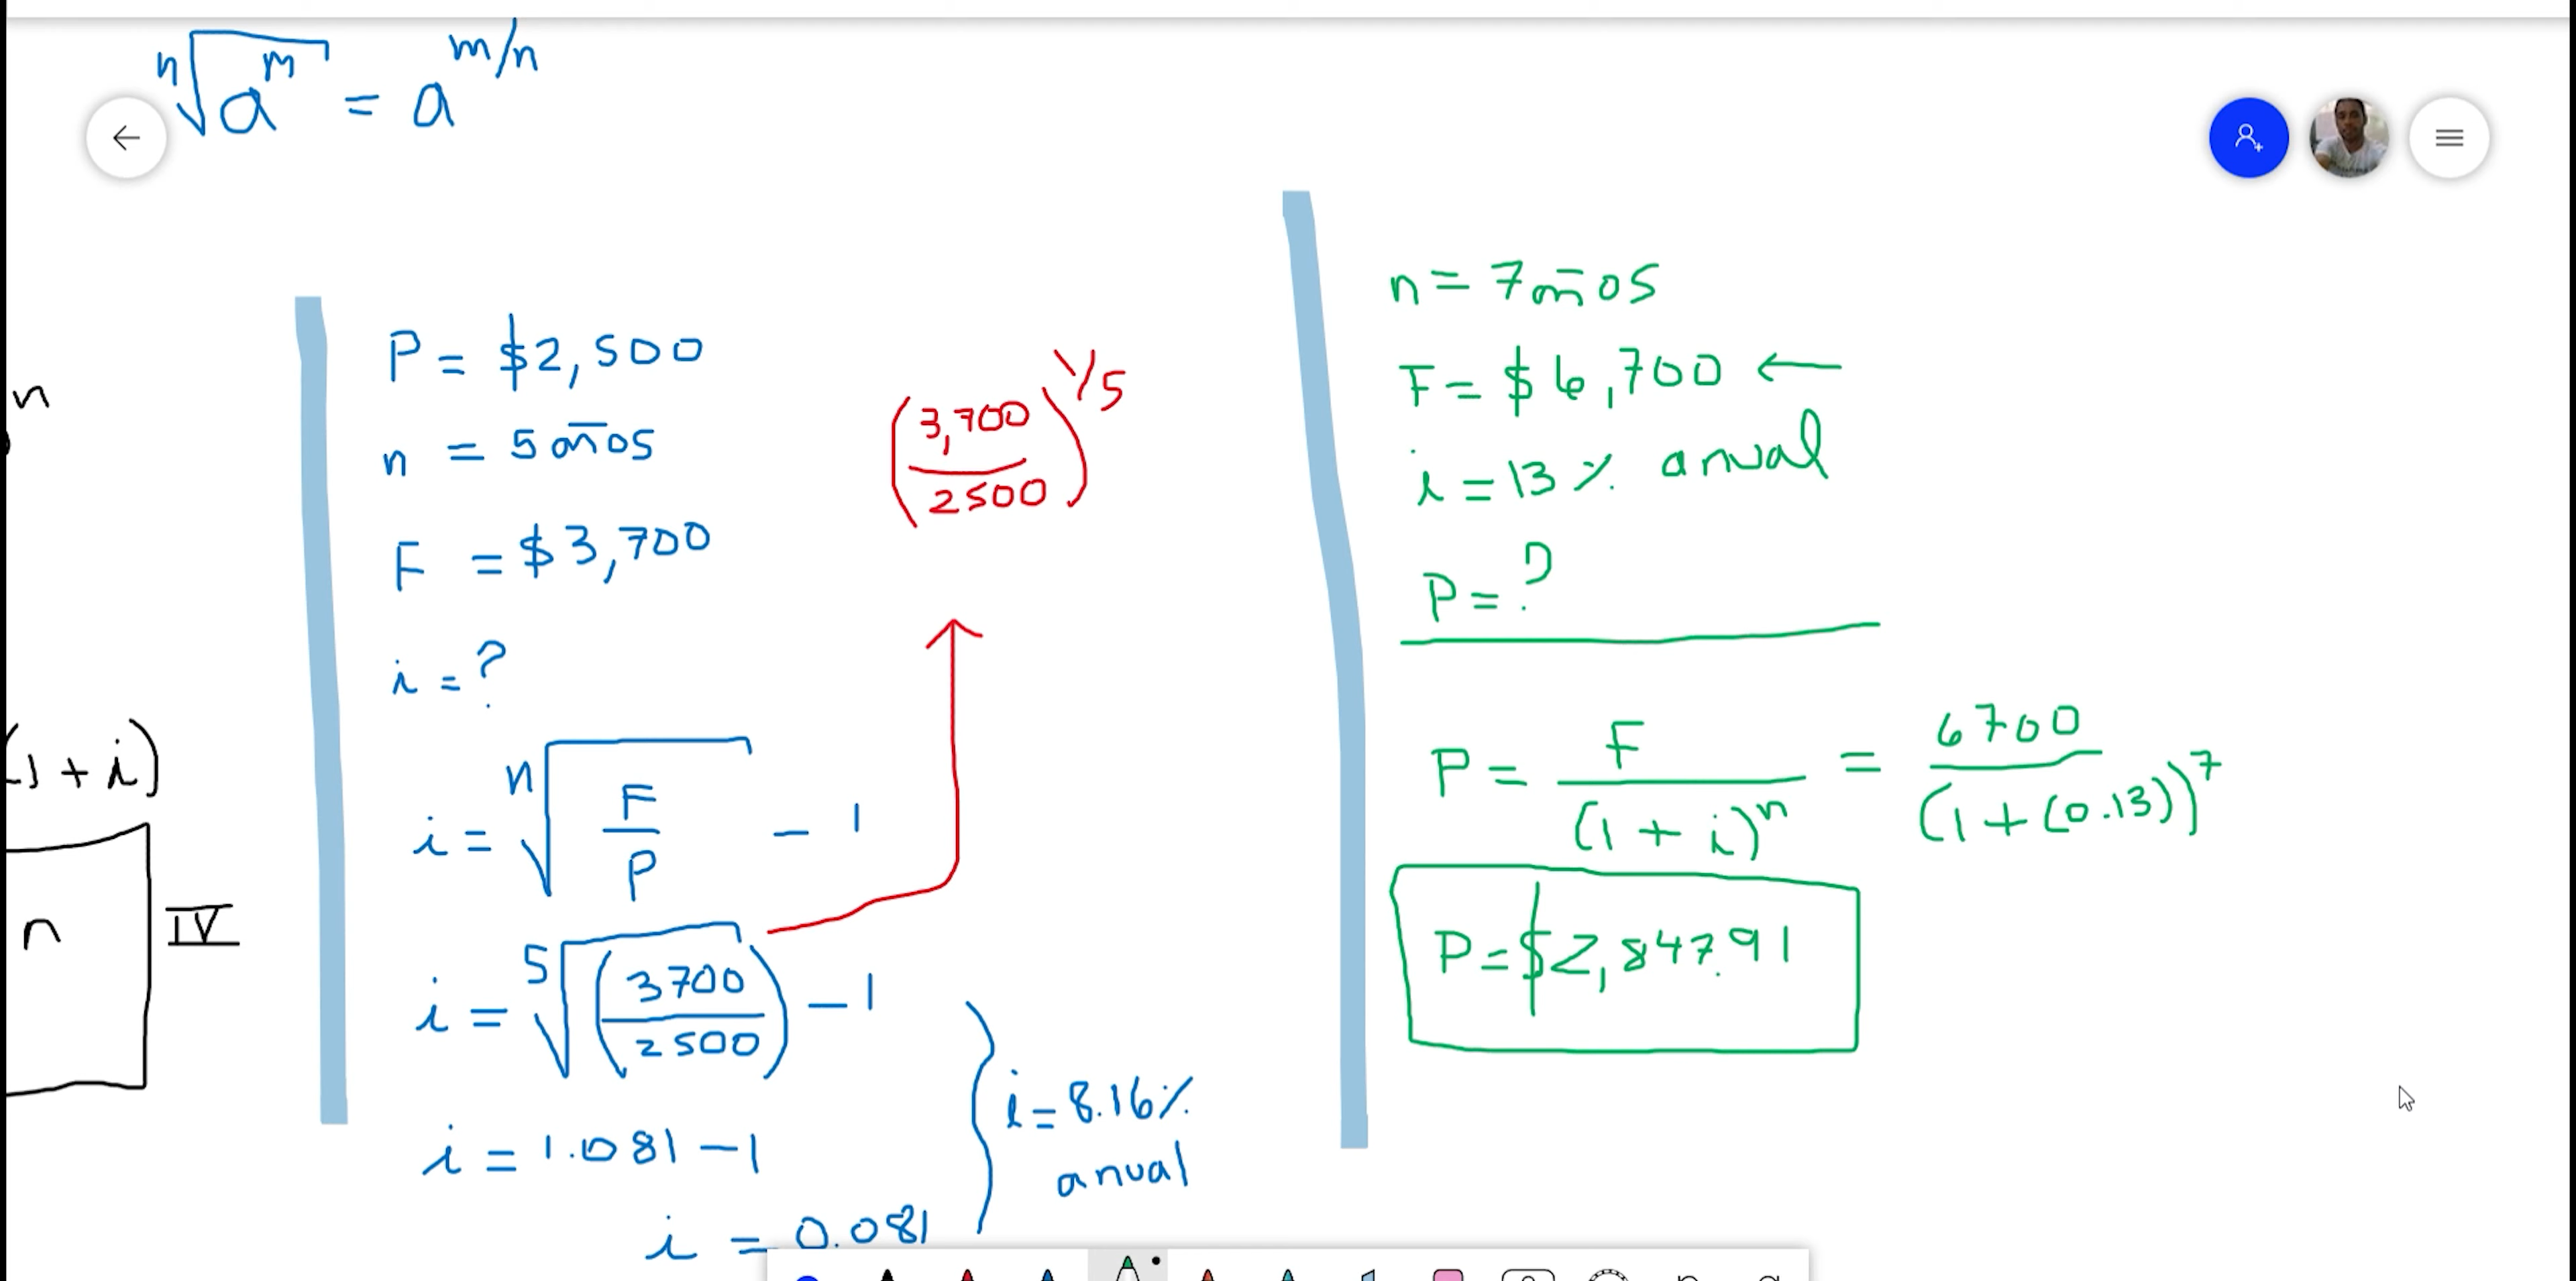 ⁿ√aᵐ = a^(m/n)
n
(1 + i)
n
IV
P = $2,500
n = 5 años
F = $3,700
i = ?
i = ⁿ√(F/P) - 1
i = ⁵√(3700/2500) - 1
i = 1.081 - 1
i = 0.081
i = 8.16% anual
(3,700/2500)^(1/5)
n = 7 años
F = $6,700 ←
i = 13% anual
P = ?
P = F/(1 + i)ⁿ = 6700/(1 + (0.13))⁷
P = $2,847.91